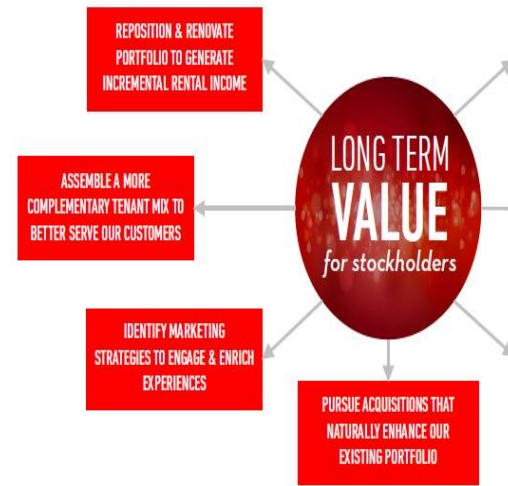 REPOSITION & RENOVATE
PORTFOLIO TO GENERATE
INCREMENTAL RENTAL INCOME
LONG TERM
VALUE
for stockholders
ASSEMBLE A MORE
COMPLEMENTARY TENANT MIX TO
BETTER SERVE OUR CUSTOMERS
IDENTIFY MARKETING
STRATEGIES TO ENGAGE & ENRICH
EXPERIENCES
PURSUE ACQUISITIONS THAT
NATURALLY ENHANCE OUR
EXISTING PORTFOLIO